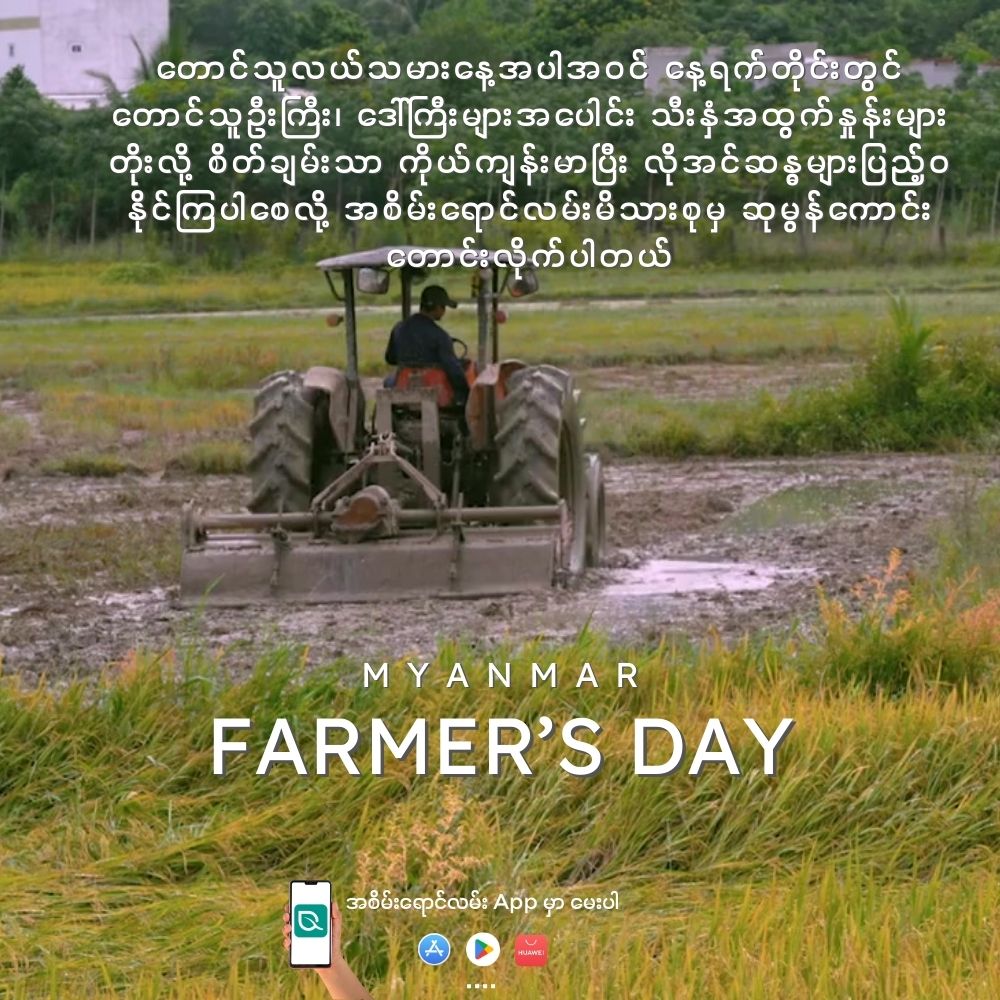 တောင်သူလယ်သမားနေ့အပါအဝင် နေ့ရက်တိုင်းတွင်
တောင်သူဦးကြီး၊ ဒေါ်ကြီးများအပေါင်း သီးနှံအထွက်နှုန်းများ
တိုးလို့ စိတ်ချမ်းသာ ကိုယ်ကျန်းမာပြီး လိုအင်ဆန္ဓများပြည့်ဝ
နိုင်ကြပါစေလို့ အစိမ်းရောင်လမ်းမိသားစုမှ ဆုမွန်ကောင်း
တောင်းလိုက်ပါတယ်
MYANMAR
FARMER'S DAY
အစိမ်းရောင်လမ်း App မှာ မေးပါ
HUAWEI